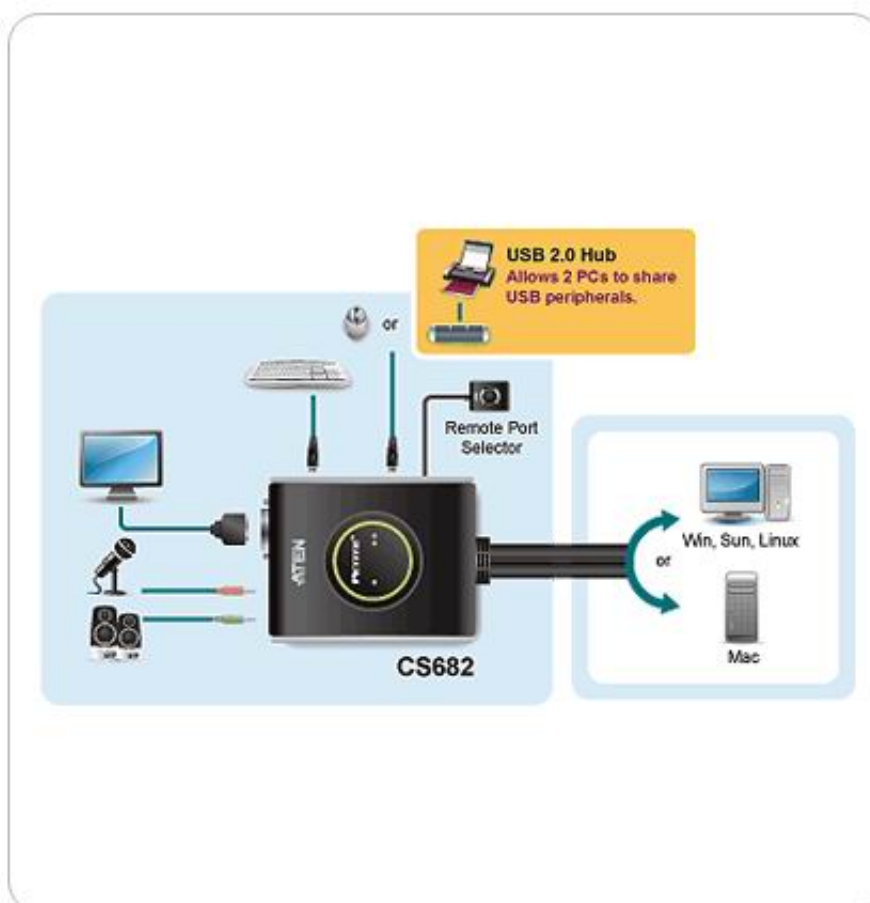 USB 2.0 Hub
Allows 2 PCs to share
USB peripherals.
or
Remote Port
Selector
ATEN
PETITE
Win, Sun, Linux
or
Mac
CS682